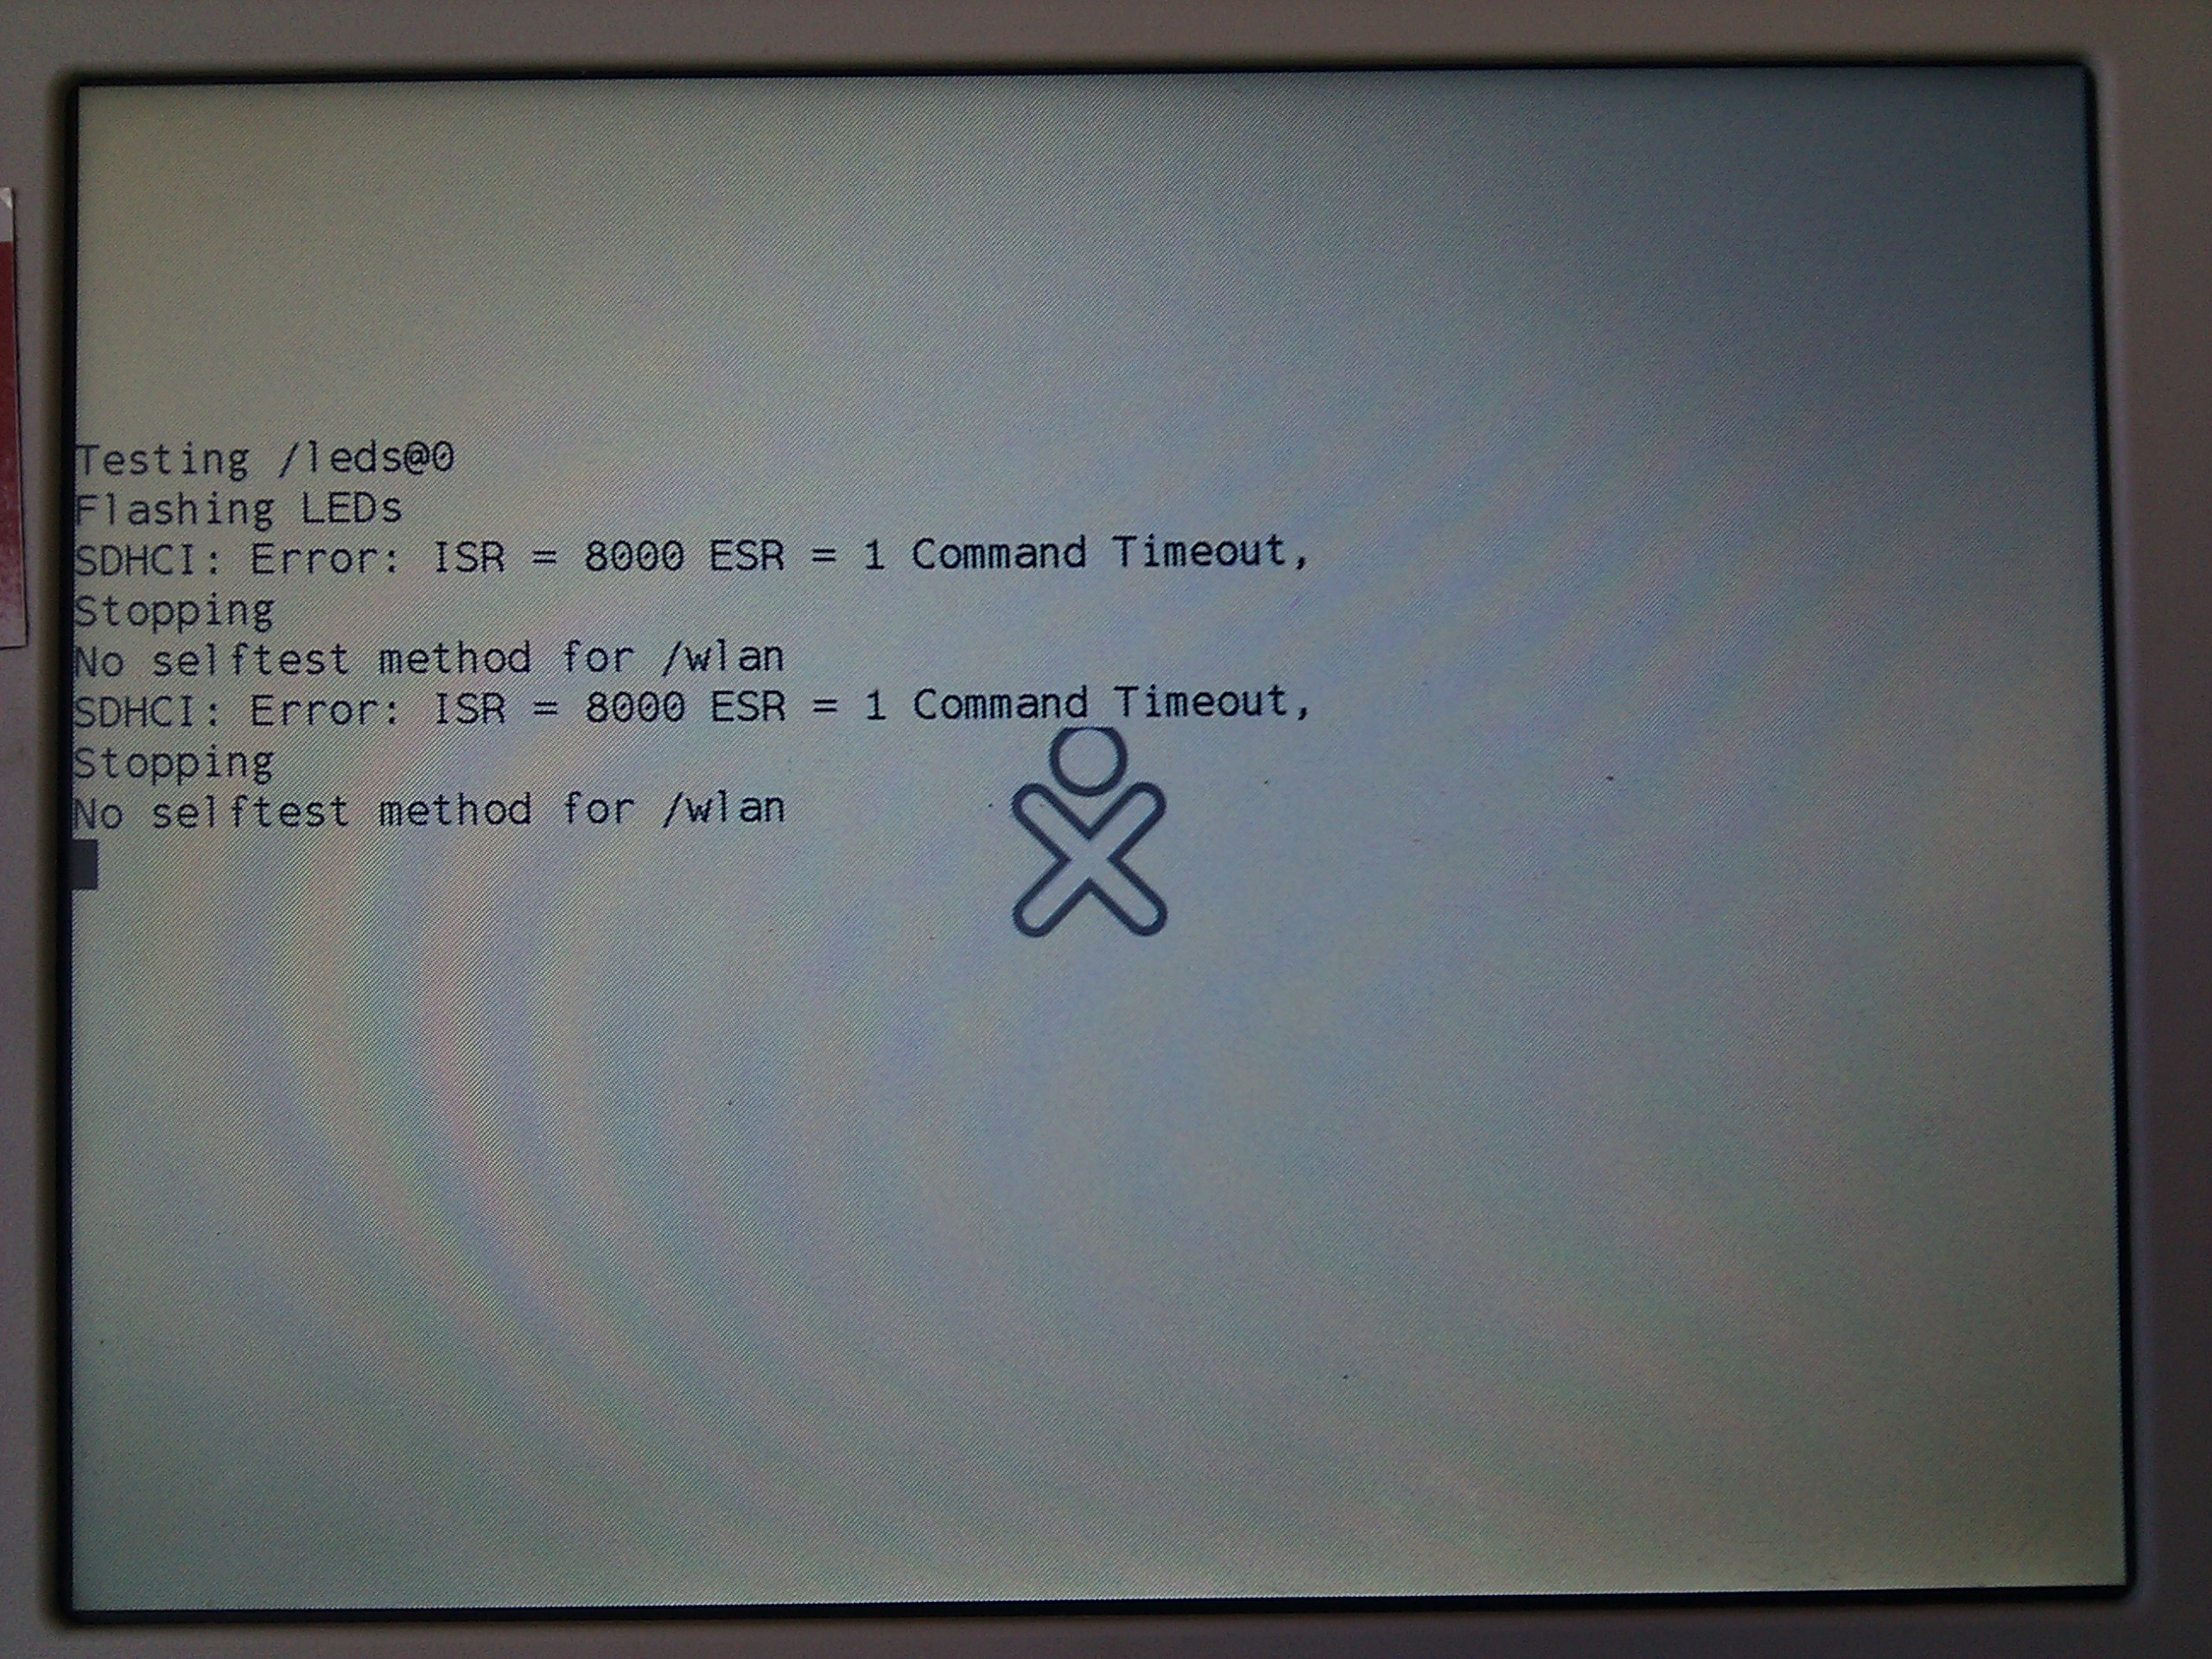 Testing /leds@0
Flashing LEDs
SDHCI: Error: ISR = 8000 ESR = 1 Command Timeout,
Stopping
No selftest method for /wlan
SDHCI: Error: ISR = 8000 ESR = 1 Command Timeout,
Stopping
No selftest method for /wlan